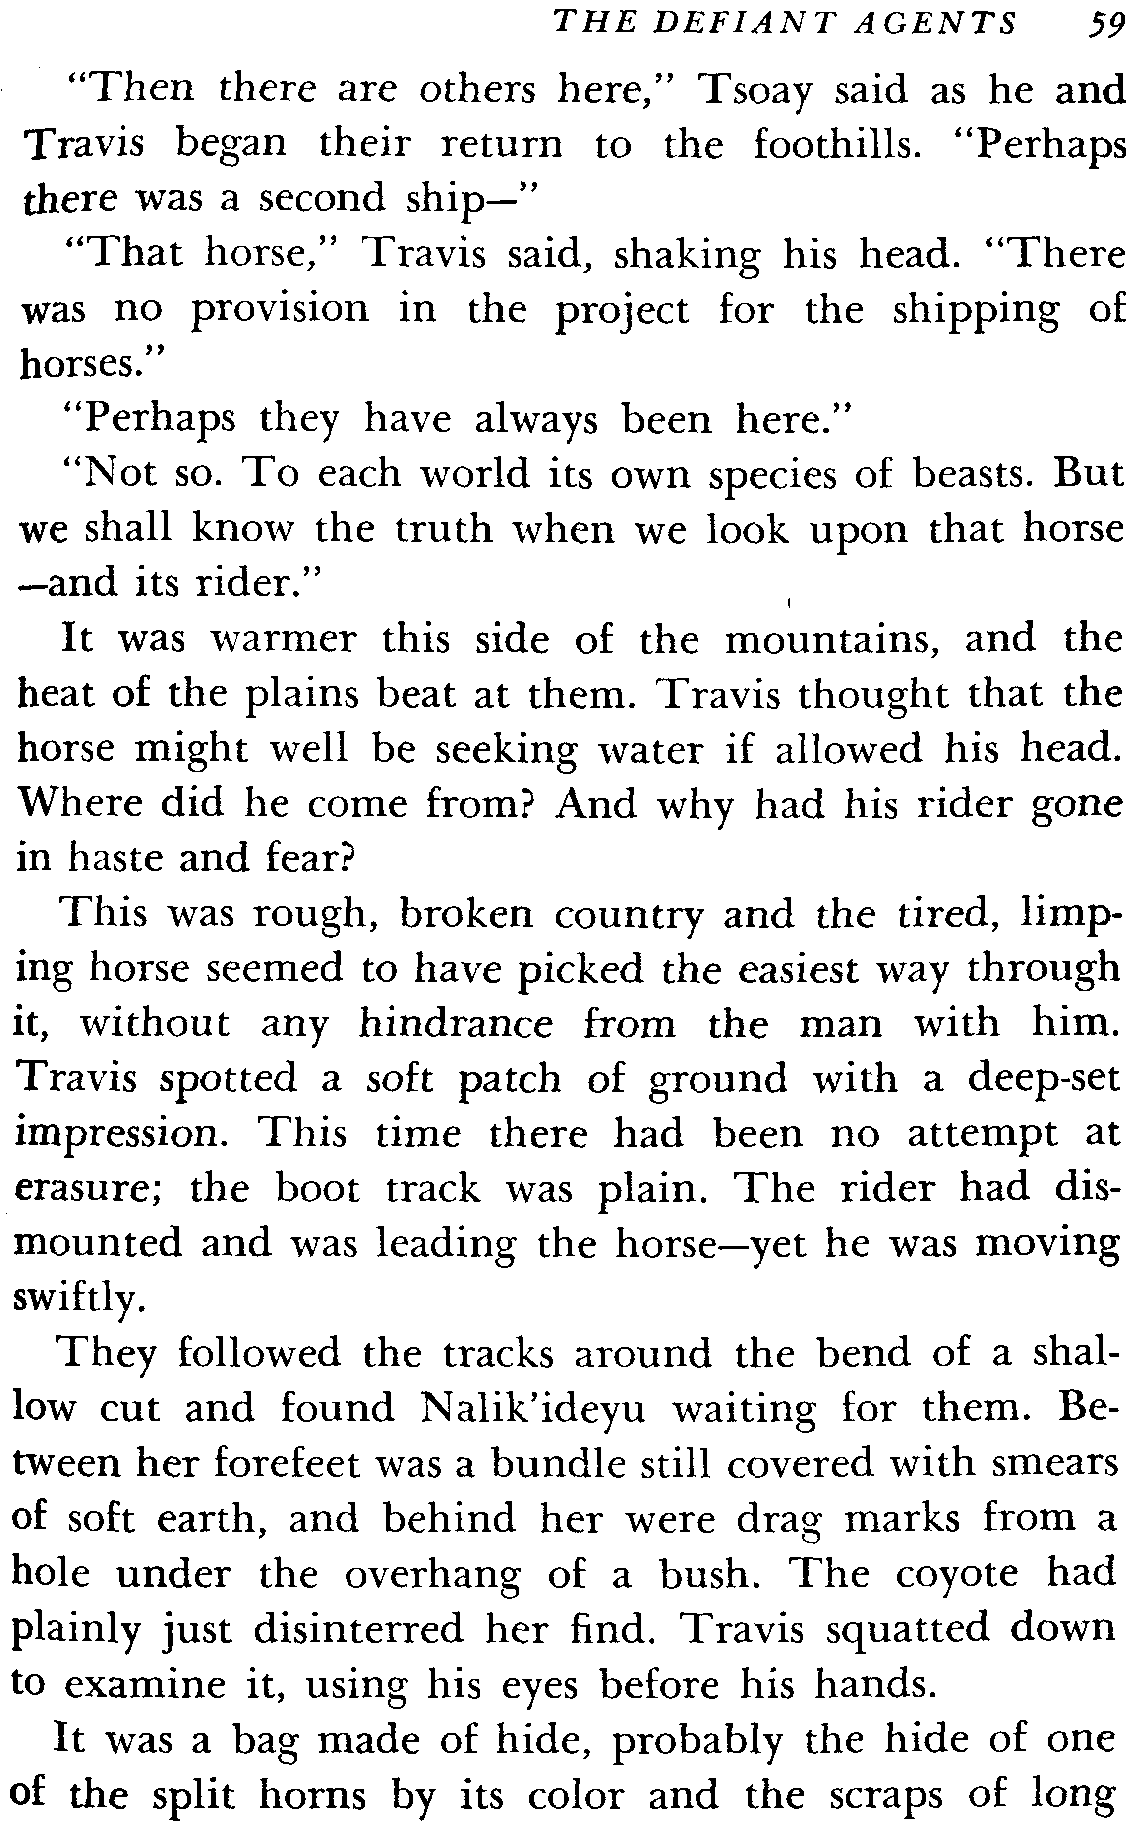 THE DEFIANT AGENTS 59
“Then there are others here,” Tsoay said as he and
Travis began their return to the foothills. “Perhaps
there was a second ship—”
“That horse,” Travis said, shaking his head. “There
was no provision in the project for the shipping of
horses.”
“Perhaps they have always been here.”
“Not so. To each world its own species of beasts. But
we shall know the truth when we look upon that horse
—and its rider.”
It was warmer this side of the mountains, and the
heat of the plains beat at them. Travis thought that the
horse might well be seeking water if allowed his head.
Where did he come from? And why had his rider gone
in haste and fear?
This was rough, broken country and the tired, limp-
ing horse seemed to have picked the easiest way through
it, without any hindrance from the man with him.
Travis spotted a soft patch of ground with a deep-set
impression. This time there had been no attempt at
erasure; the boot track was plain. The rider had dis-
mounted and was leading the horse—yet he was moving
swiftly.
They followed the tracks around the bend of a shal-
low cut and found Nalik’ideyu waiting for them. Be-
tween her forefeet was a bundle still covered with smears
of soft earth, and behind her were drag marks from a
hole under the overhang of a bush. The coyote had
plainly just disinterred her find. Travis squatted down
to examine it, using his eyes before his hands.
It was a bag made of hide, probably the hide of one
of the split horns by its color and the scraps of long